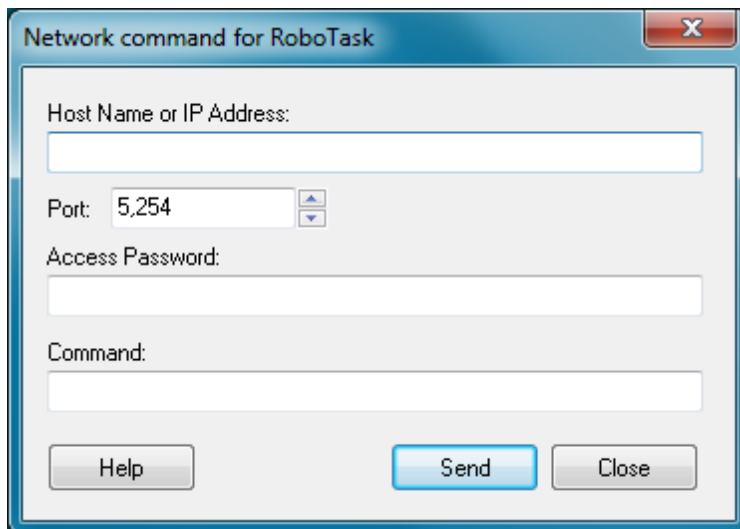 Network command for RoboTask
Host Name or IP Address:
Port: 5,254
Access Password:
Command:
Help Send Close